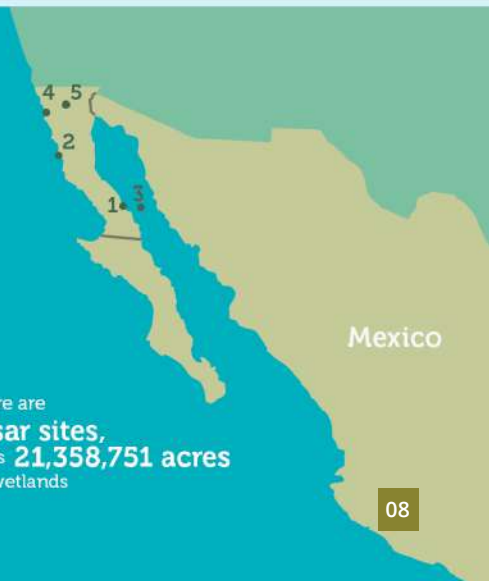 4 5
2
1 3
Mexico
re are
sar sites,
s 21,358,751 acres
vetlands
08